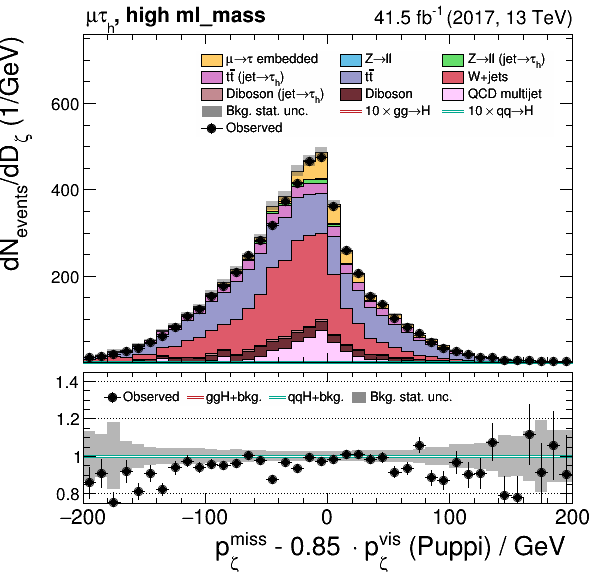 μτh, high ml_mass 41.5 fb⁻¹ (2017, 13 TeV)
dNevents/dDζ (1/GeV)
μ→τ embedded Z→ll Z→ll (jet→τh)
tt̄ (jet→τh) tt̄ W+jets
Diboson (jet→τh) Diboson QCD multijet
Bkg. stat. unc. 10 × gg→H 10 × qq→H
Observed
600
400
200
1.4
Observed ggH+bkg. qqH+bkg. Bkg. stat. unc.
1.2
1
0.8
−200 −100 0 100 200
pζmiss - 0.85 · pζvis (Puppi) / GeV